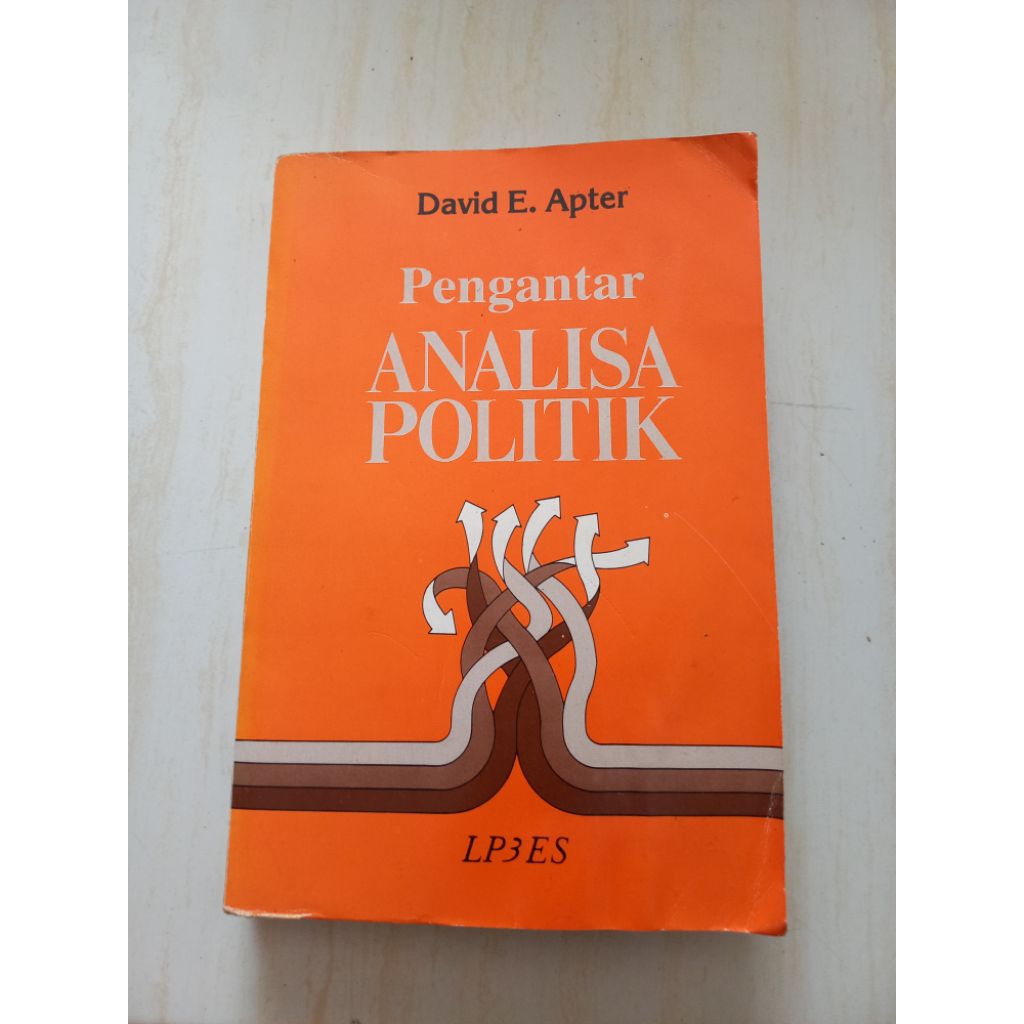 David E. Apter
Pengantar
ANALISA
POLITIK
LP3ES